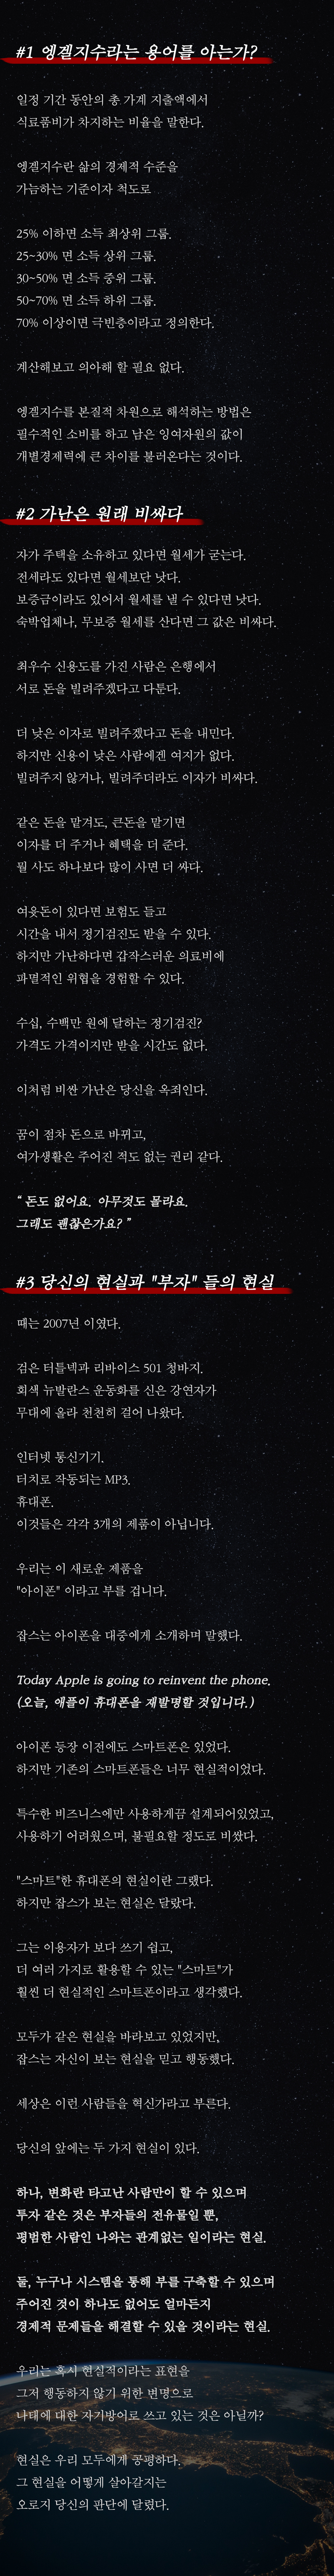 #1 엥겔지수라는 용어를 아는가?
일정 기간 동안의 총 가계 지출액에서
식료품비가 차지하는 비율을 말한다.
엥겔지수란 삶의 경제적 수준을
가늠하는 기준이자 척도로
25% 이하면 소득 최상위 그룹.
25~30% 면 소득 상위 그룹.
30~50% 면 소득 중위 그룹.
50~70% 면 소득 하위 그룹.
70% 이상이면 극빈층이라고 정의한다.
계산해보고 의아해 할 필요 없다.
엥겔지수를 본질적 차원으로 해석하는 방법은
필수적인 소비를 하고 남은 잉여자원의 값이
개별경제력에 큰 차이를 불러온다는 것이다.
#2 가난은 원래 비싸다
자가 주택을 소유하고 있다면 월세가 굳는다.
전세라도 있다면 월세보단 낫다.
보증금이라도 있어서 월세를 낼 수 있다면 낫다.
숙박업체나, 무보증 월세를 산다면 그 값은 비싸다.
최우수 신용도를 가진 사람은 은행에서
서로 돈을 빌려주겠다고 다툰다.
더 낮은 이자로 빌려주겠다고 돈을 내민다.
하지만 신용이 낮은 사람에겐 여지가 없다.
빌려주지 않거나, 빌려주더라도 이자가 비싸다.
같은 돈을 맡겨도, 큰돈을 맡기면
이자를 더 주거나 혜택을 더 준다.
뭘 사도 하나보다 많이 사면 더 싸다.
여윳돈이 있다면 보험도 들고
시간을 내서 정기검진도 받을 수 있다.
하지만 가난하다면 갑작스러운 의료비에
파멸적인 위협을 경험할 수 있다.
수십, 수백만 원에 달하는 정기검진?
가격도 가격이지만 받을 시간도 없다.
이처럼 비싼 가난은 당신을 옥죄인다.
꿈이 점차 돈으로 바뀌고,
여가생활은 주어진 적도 없는 권리 같다.
“ 돈도 없어요. 아무것도 몰라요.
그래도 괜찮은가요? ”
#3 당신의 현실과 "부자" 들의 현실
때는 2007년 이였다.
검은 터틀넥과 리바이스 501 청바지.
회색 뉴발란스 운동화를 신은 강연자가
무대에 올라 천천히 걸어 나왔다.
인터넷 통신기기.
터치로 작동되는 MP3.
휴대폰.
이것들은 각각 3개의 제품이 아닙니다.
우리는 이 새로운 제품을
"아이폰" 이라고 부를 겁니다.
잡스는 아이폰을 대중에게 소개하며 말했다.
Today Apple is going to reinvent the phone.
(오늘, 애플이 휴대폰을 재발명할 것입니다.)
아이폰 등장 이전에도 스마트폰은 있었다.
하지만 기존의 스마트폰들은 너무 현실적이었다.
특수한 비즈니스에만 사용하게끔 설계되어있었고,
사용하기 어려웠으며, 불필요할 정도로 비쌌다.
"스마트"한 휴대폰의 현실이란 그랬다.
하지만 잡스가 보는 현실은 달랐다.
그는 이용자가 보다 쓰기 쉽고,
더 여러 가지로 활용할 수 있는 "스마트"가
훨씬 더 현실적인 스마트폰이라고 생각했다.
모두가 같은 현실을 바라보고 있었지만,
잡스는 자신이 보는 현실을 믿고 행동했다.
세상은 이런 사람들을 혁신가라고 부른다.
당신의 앞에는 두 가지 현실이 있다.
하나, 변화란 타고난 사람만이 할 수 있으며
투자 같은 것은 부자들의 전유물일 뿐,
평범한 사람인 나와는 관계없는 일이라는 현실.
둘, 누구나 시스템을 통해 부를 구축할 수 있으며
주어진 것이 하나도 없어도 얼마든지
경제적 문제들을 해결할 수 있을 것이라는 현실.
우리는 혹시 현실적이라는 표현을
그저 행동하지 않기 위한 변명으로
나태에 대한 자기방어로 쓰고 있는 것은 아닐까?
현실은 우리 모두에게 공평하다.
그 현실을 어떻게 살아갈지는
오로지 당신의 판단에 달렸다.